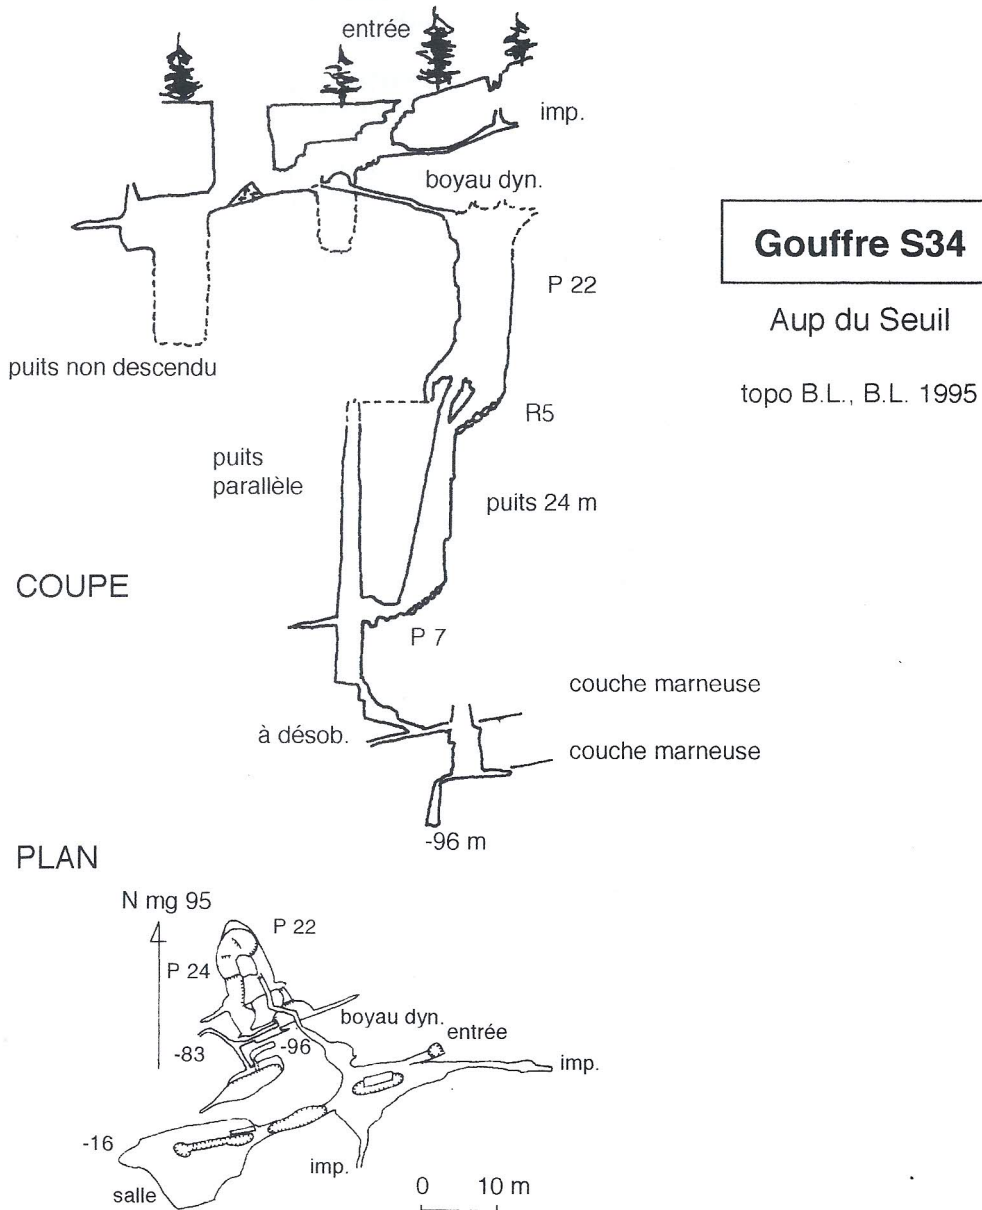 entrée
imp.
boyau dyn.
Gouffre S34
Aup du Seuil
topo B.L., B.L. 1995
P 22
puits non descendu
R5
puits
parallèle
puits 24 m
COUPE
P 7
couche marneuse
à désob.
couche marneuse
-96 m
PLAN
N mg 95
P 22
P 24
boyau dyn.
entrée
-83
-96
imp.
-16
imp.
salle
0 10 m